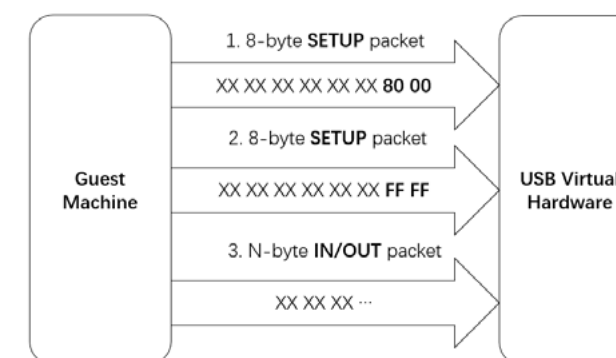 1. 8-byte SETUP packet
XX XX XX XX XX XX 80 00
2. 8-byte SETUP packet
XX XX XX XX XX XX FF FF
Guest
Machine
USB Virtual
Hardware
3. N-byte IN/OUT packet
XX XX XX ···